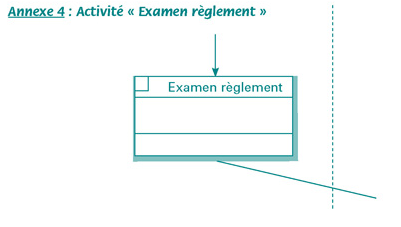 Annexe 4 : Activité « Examen règlement »
Examen règlement